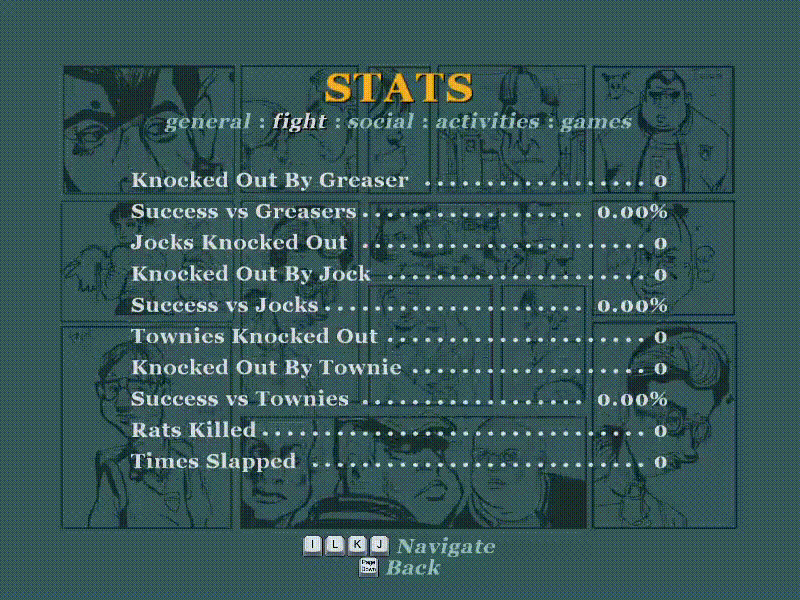 STATS
general : fight : social : activities : games
Knocked Out By Greaser ...................... 0
Success vs Greasers ...................... 0.00%
Jocks Knocked Out ............................ 0
Knocked Out By Jock .......................... 0
Success vs Jocks .......................... 0.00%
Townies Knocked Out .......................... 0
Knocked Out By Townie ....................... 0
Success vs Townies ....................... 0.00%
Rats Killed ...................................... 0
Times Slapped ................................. 0
I L K J Navigate
Page Down Back